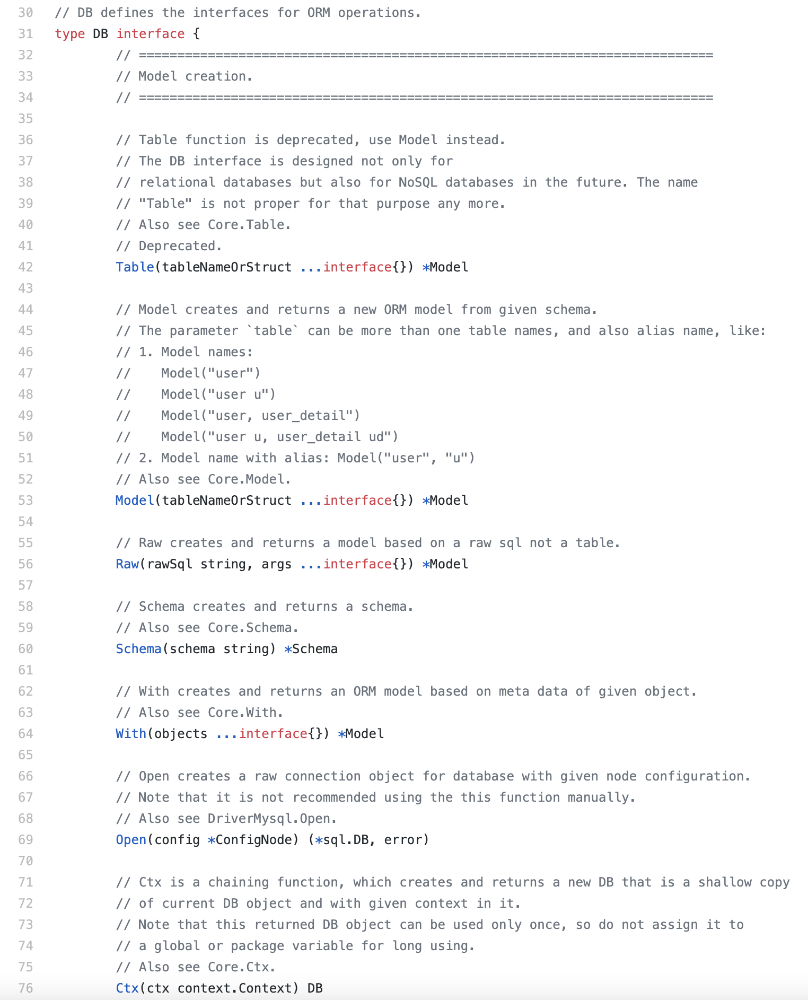 30 // DB defines the interfaces for ORM operations.
31 type DB interface {
32 // ===========================================================================
33 // Model creation.
34 // ===========================================================================
35
36 // Table function is deprecated, use Model instead.
37 // The DB interface is designed not only for
38 // relational databases but also for NoSQL databases in the future. The name
39 // "Table" is not proper for that purpose any more.
40 // Also see Core.Table.
41 // Deprecated.
42 Table(tableNameOrStruct ...interface{}) *Model
43
44 // Model creates and returns a new ORM model from given schema.
45 // The parameter `table` can be more than one table names, and also alias name, like:
46 // 1. Model names:
47 //    Model("user")
48 //    Model("user u")
49 //    Model("user, user_detail")
50 //    Model("user u, user_detail ud")
51 // 2. Model name with alias: Model("user", "u")
52 // Also see Core.Model.
53 Model(tableNameOrStruct ...interface{}) *Model
54
55 // Raw creates and returns a model based on a raw sql not a table.
56 Raw(rawSql string, args ...interface{}) *Model
57
58 // Schema creates and returns a schema.
59 // Also see Core.Schema.
60 Schema(schema string) *Schema
61
62 // With creates and returns an ORM model based on meta data of given object.
63 // Also see Core.With.
64 With(objects ...interface{}) *Model
65
66 // Open creates a raw connection object for database with given node configuration.
67 // Note that it is not recommended using the this function manually.
68 // Also see DriverMysql.Open.
69 Open(config *ConfigNode) (*sql.DB, error)
70
71 // Ctx is a chaining function, which creates and returns a new DB that is a shallow copy
72 // of current DB object and with given context in it.
73 // Note that this returned DB object can be used only once, so do not assign it to
74 // a global or package variable for long using.
75 // Also see Core.Ctx.
76 Ctx(ctx context.Context) DB